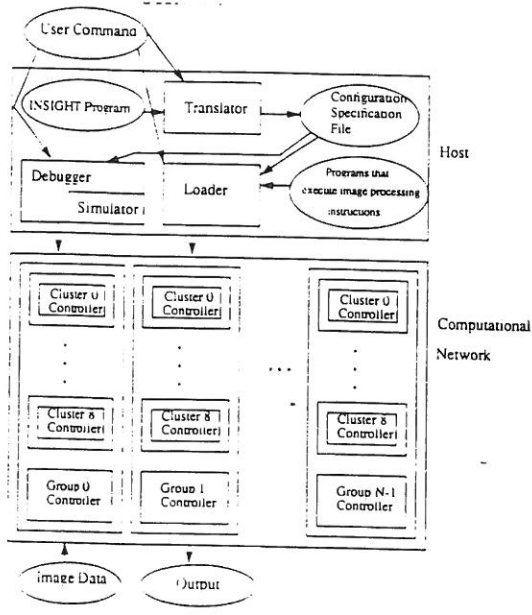 User Command
INSIGHT Program
Translator
Configuration
Specification
File
Host
Debugger
Simulator
Loader
Programs that
execute image processing
instructions
Cluster 0
Controller
Cluster 0
Controller
Cluster 0
Controller
Computational
Network
Cluster 8
Controller
Cluster 8
Controller
Cluster 8
Controller
Group 0
Controller
Group 1
Controller
Group N-1
Controller
Image Data
Output